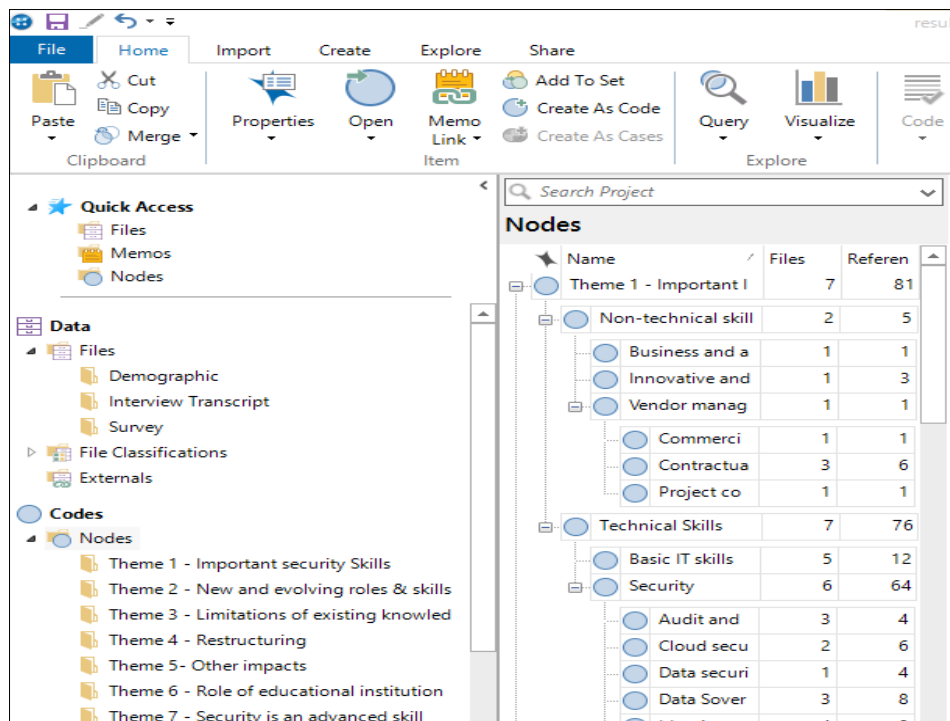 resul
File Home Import Create Explore Share
Cut
Copy
Merge
Paste
Clipboard
Properties
Open
Memo Link
Item
Add To Set
Create As Code
Create As Cases
Query
Visualize
Explore
Code
Quick Access
Files
Memos
Nodes
Data
Files
Demographic
Interview Transcript
Survey
File Classifications
Externals
Codes
Nodes
Theme 1 - Important security Skills
Theme 2 - New and evolving roles & skills
Theme 3 - Limitations of existing knowled
Theme 4 - Restructuring
Theme 5- Other impacts
Theme 6 - Role of educational institution
Theme 7 - Security is an advanced skill
Search Project
Nodes
Name Files Referen
Theme 1 - Important I 7 81
Non-technical skill 2 5
Business and a 1 1
Innovative and 1 3
Vendor manag 1 1
Commerci 1 1
Contractua 3 6
Project co 1 1
Technical Skills 7 76
Basic IT skills 5 12
Security 6 64
Audit and 3 4
Cloud secu 2 6
Data securi 1 4
Data Sover 3 8